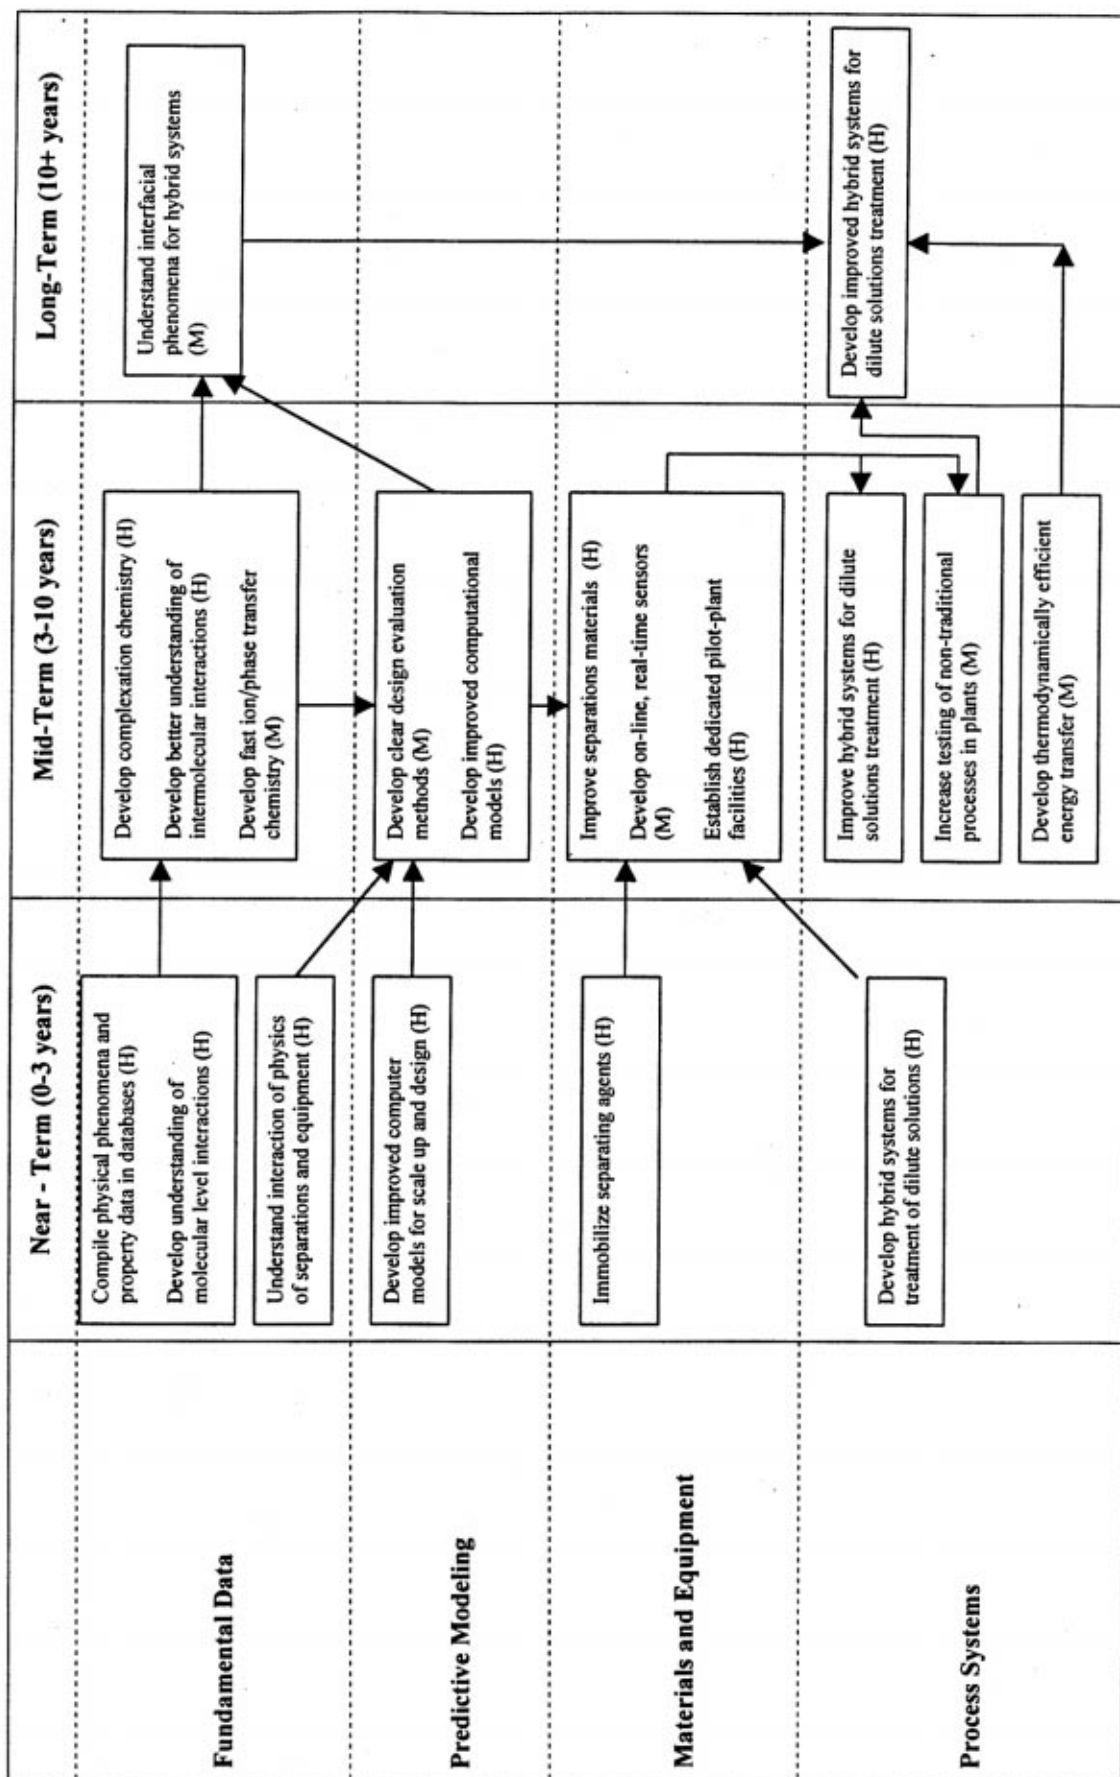 Near - Term (0-3 years)
Mid-Term (3-10 years)
Long-Term (10+ years)
Fundamental Data
Compile physical phenomena and
property data in databases (H)
Develop understanding of
molecular level interactions (H)
Understand interaction of physics
of separations and equipment (H)
Develop complexation chemistry (H)
Develop better understanding of
intermolecular interactions (H)
Develop fast ion/phase transfer
chemistry (M)
Understand interfacial
phenomena for hybrid systems
(M)
Predictive Modeling
Develop improved computer
models for scale up and design (H)
Develop clear design evaluation
methods (M)
Develop improved computational
models (H)
Materials and Equipment
Immobilize separating agents (H)
Improve separations materials (H)
Develop on-line, real-time sensors
(M)
Establish dedicated pilot-plant
facilities (H)
Process Systems
Develop hybrid systems for
treatment of dilute solutions (H)
Improve hybrid systems for dilute
solutions treatment (H)
Increase testing of non-traditional
processes in plants (M)
Develop thermodynamically efficient
energy transfer (M)
Develop improved hybrid systems for
dilute solutions treatment (H)